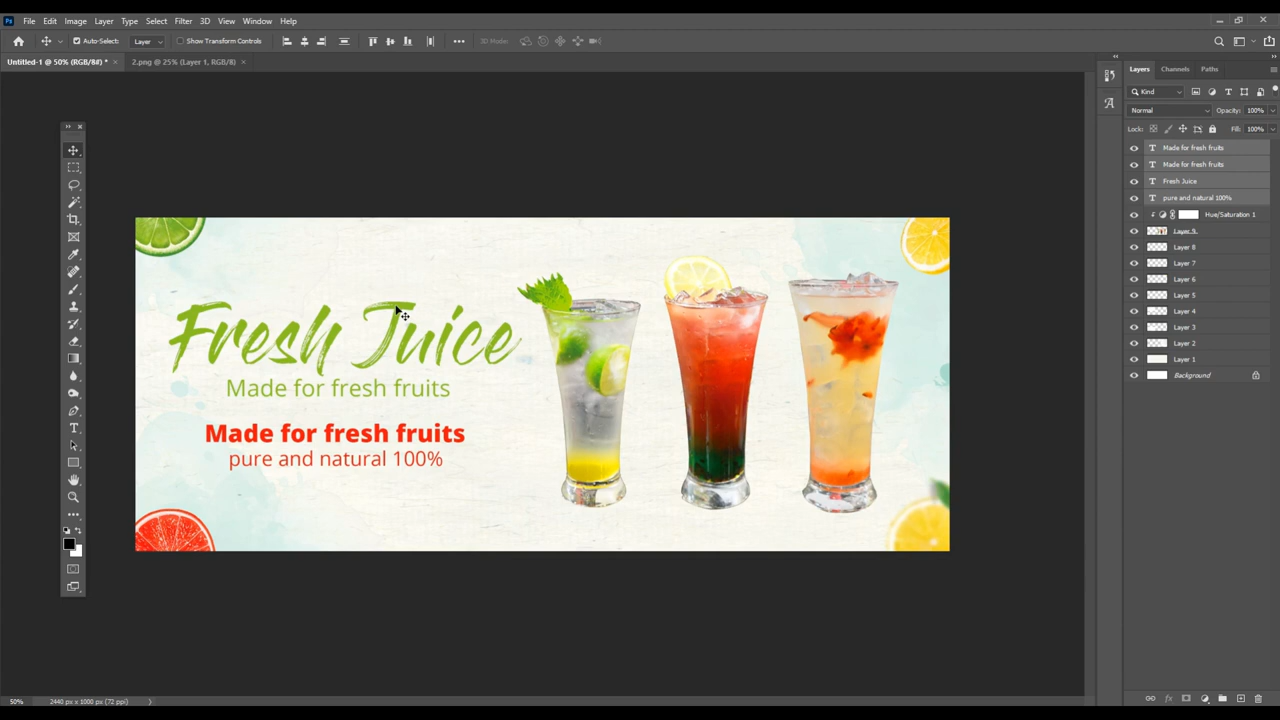 Ps File Edit Image Layer Type Select Filter 3D View Window Help
Auto-Select: Layer Show Transform Controls 3D Mode:
Untitled-1 @ 50% (RGB/8#) * × 2.png @ 25% (Layer 1, RGB/8) ×
Layers Channels Paths
Kind
Normal Opacity: 100%
Lock: Fill: 100%
T Made for fresh fruits
T Made for fresh fruits
T Fresh Juice
T pure and natural 100%
Hue/Saturation 1
Layer 9
Layer 8
Layer 7
Layer 6
Layer 5
Layer 4
Layer 3
Layer 2
Layer 1
Background
Fresh Juice
Made for fresh fruits
Made for fresh fruits
pure and natural 100%
50% 2440 px x 1000 px (72 ppi)